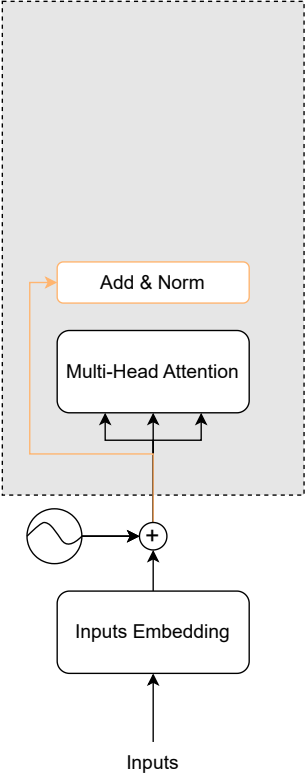 Add & Norm
Multi-Head Attention
+
Inputs Embedding
Inputs